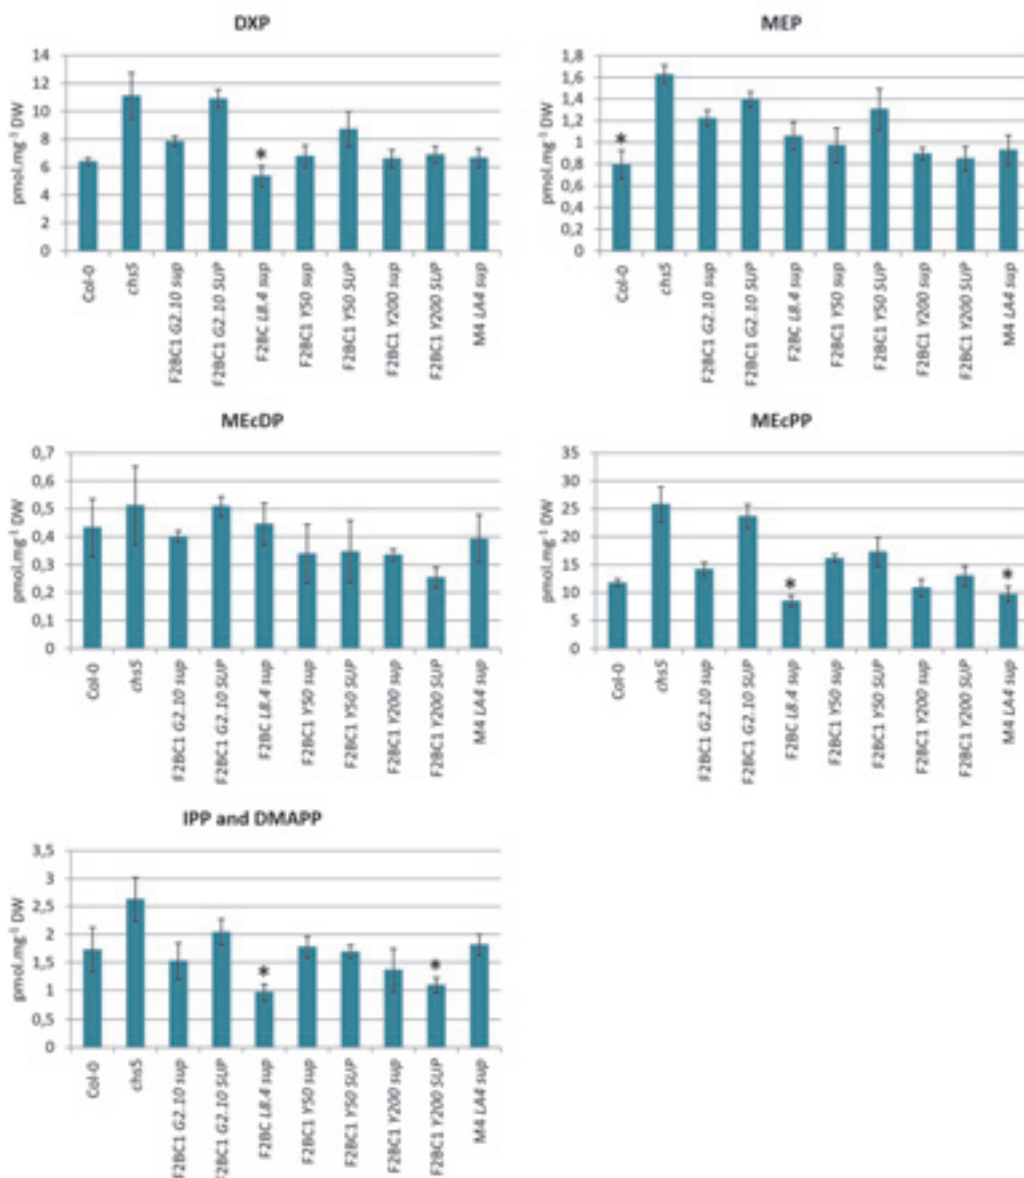 DXP
pmol.mg⁻¹ DW
14
12
10
8
6
4
2
0
*
Col-0
chs5
F2BC1 G2.10 sup
F2BC1 G2.10 SUP
F2BC L8.4 sup
F2BC1 Y50 sup
F2BC1 Y50 SUP
F2BC1 Y200 sup
F2BC1 Y200 SUP
M4 LA4 sup
MEP
pmol.mg⁻¹ DW
1,8
1,6
1,4
1,2
1
0,8
0,6
0,4
0,2
0
*
Col-0
chs5
F2BC1 G2.10 sup
F2BC1 G2.10 SUP
F2BC L8.4 sup
F2BC1 Y50 sup
F2BC1 Y50 SUP
F2BC1 Y200 sup
F2BC1 Y200 SUP
M4 LA4 sup
MEcDP
pmol.mg⁻¹ DW
0,7
0,6
0,5
0,4
0,3
0,2
0,1
0
Col-0
chs5
F2BC1 G2.10 sup
F2BC1 G2.10 SUP
F2BC L8.4 sup
F2BC1 Y50 sup
F2BC1 Y50 SUP
F2BC1 Y200 sup
F2BC1 Y200 SUP
M4 LA4 sup
MEcPP
pmol.mg⁻¹ DW
35
30
25
20
15
10
5
0
*
*
Col-0
chs5
F2BC1 G2.10 sup
F2BC1 G2.10 SUP
F2BC L8.4 sup
F2BC1 Y50 sup
F2BC1 Y50 SUP
F2BC1 Y200 sup
F2BC1 Y200 SUP
M4 LA4 sup
IPP and DMAPP
pmol.mg⁻¹ DW
3,5
3
2,5
2
1,5
1
0,5
0
*
*
Col-0
chs5
F2BC1 G2.10 sup
F2BC1 G2.10 SUP
F2BC L8.4 sup
F2BC1 Y50 sup
F2BC1 Y50 SUP
F2BC1 Y200 sup
F2BC1 Y200 SUP
M4 LA4 sup